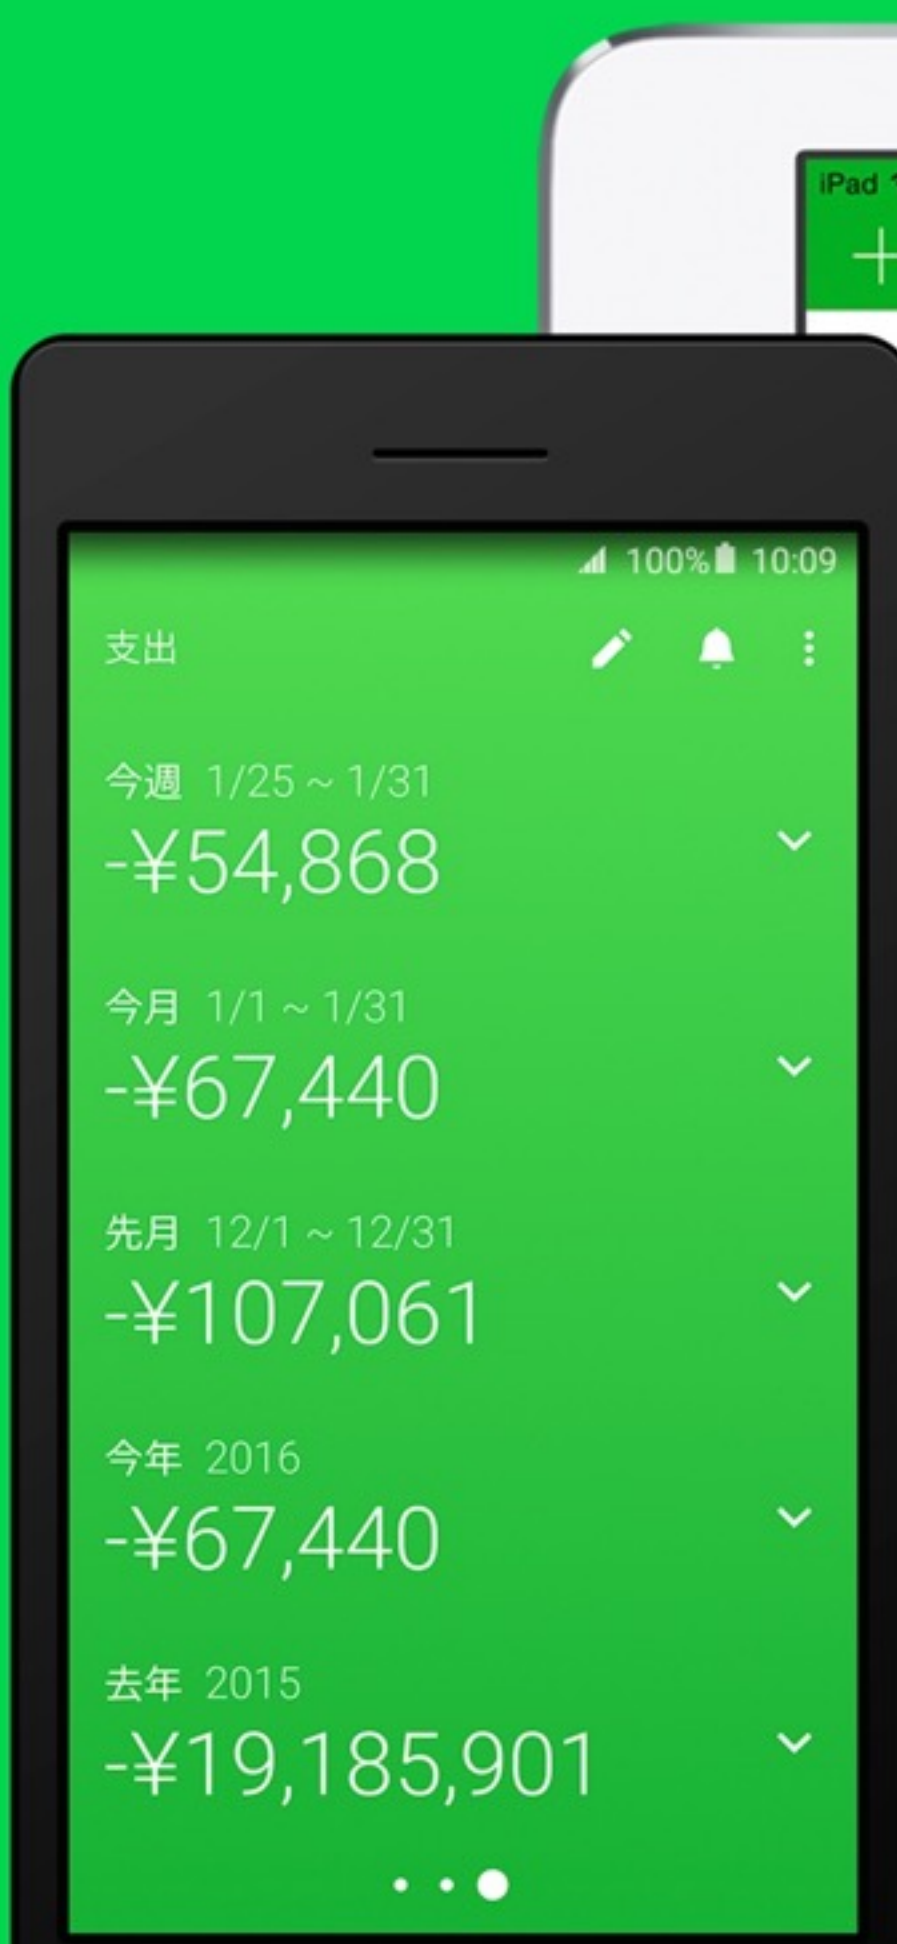 iPad
100% 10:09
支出
今週 1/25 ~ 1/31
-¥54,868
今月 1/1 ~ 1/31
-¥67,440
先月 12/1 ~ 12/31
-¥107,061
今年 2016
-¥67,440
去年 2015
-¥19,185,901